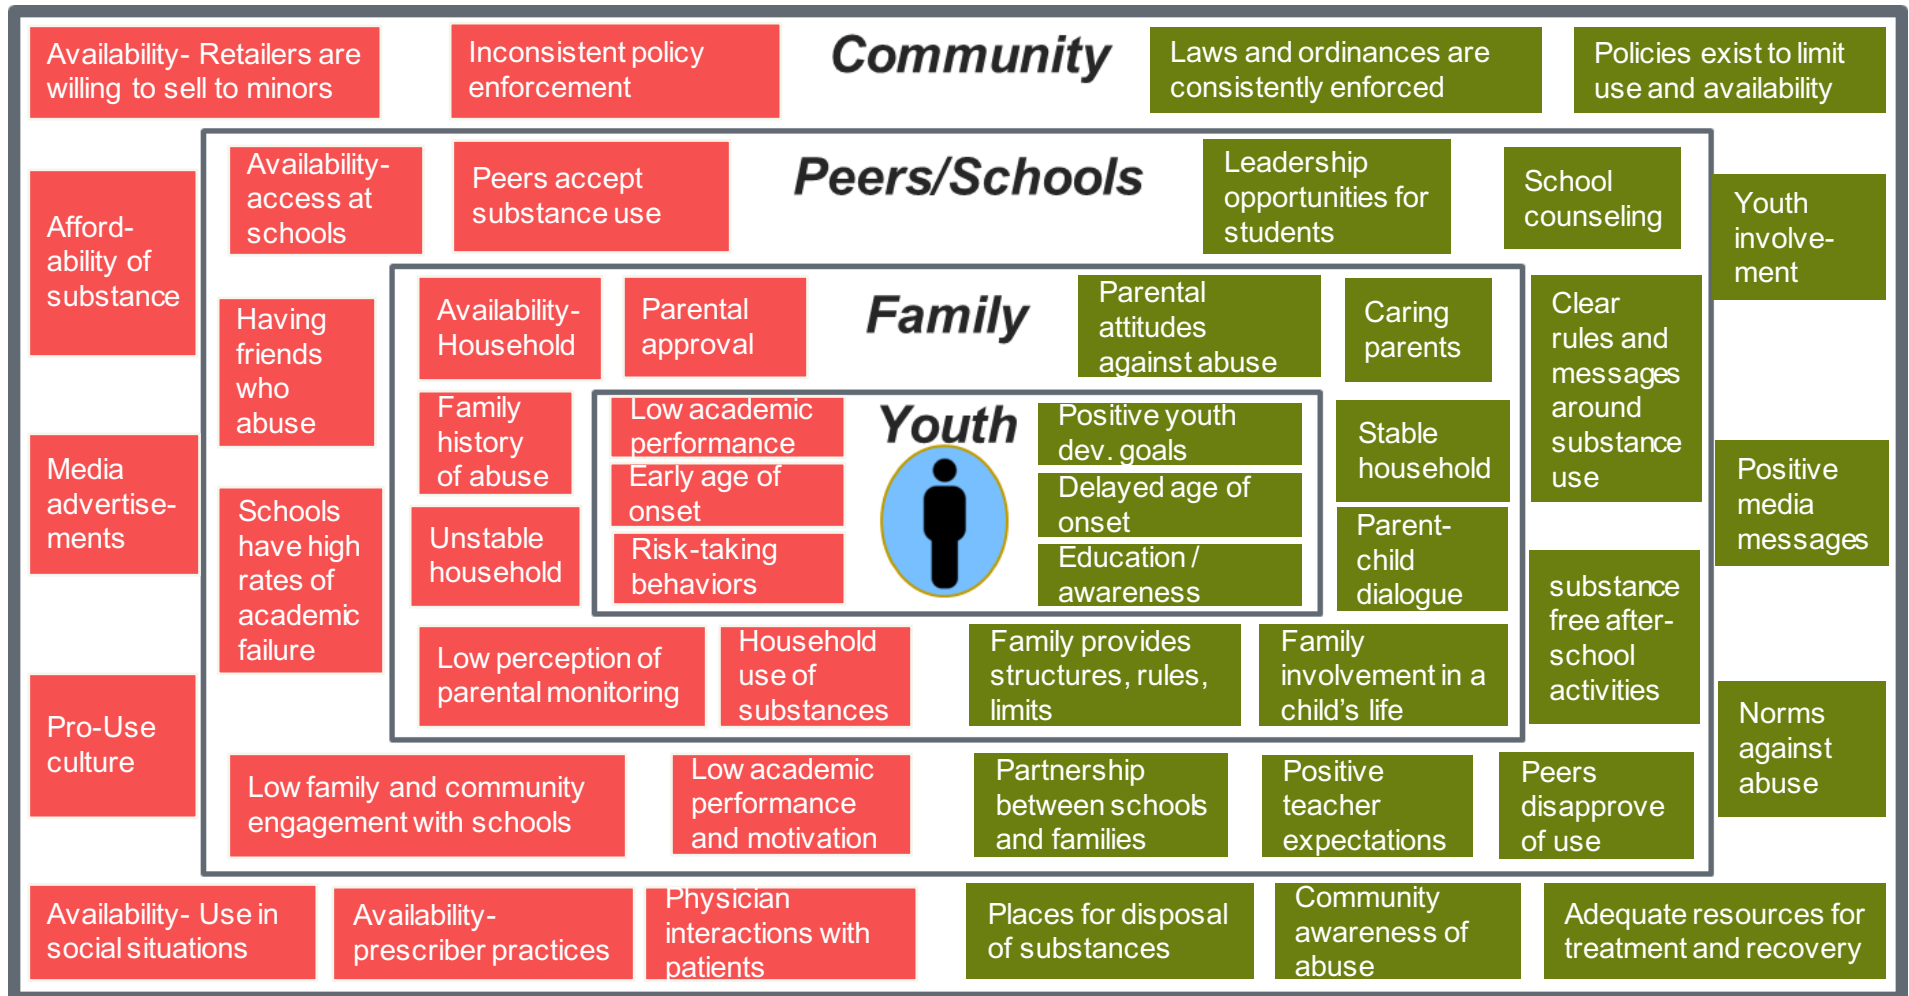 Availability- Retailers are
willing to sell to minors
Inconsistent policy
enforcement
Community
Laws and ordinances are
consistently enforced
Policies exist to limit
use and availability
Afford-
ability of
substance
Availability-
access at
schools
Peers accept
substance use
Peers/Schools
Leadership
opportunities for
students
School
counseling
Youth
involve-
ment
Having
friends
who
abuse
Availability-
Household
Parental
approval
Family
Parental
attitudes
against abuse
Caring
parents
Clear
rules and
messages
around
substance
use
Media
advertise-
ments
Schools
have high
rates of
academic
failure
Family
history
of abuse
Unstable
household
Low academic
performance
Early age of
onset
Risk-taking
behaviors
Youth
Positive youth
dev. goals
Delayed age of
onset
Education /
awareness
Stable
household
Parent-
child
dialogue
Positive
media
messages
substance
free after-
school
activities
Low perception of
parental monitoring
Household
use of
substances
Family provides
structures, rules,
limits
Family
involvement in a
child's life
Pro-Use
culture
Norms
against
abuse
Low family and community
engagement with schools
Low academic
performance
and motivation
Partnership
between schools
and families
Positive
teacher
expectations
Peers
disapprove
of use
Availability- Use in
social situations
Availability-
prescriber practices
Physician
interactions with
patients
Places for disposal
of substances
Community
awareness of
abuse
Adequate resources for
treatment and recovery